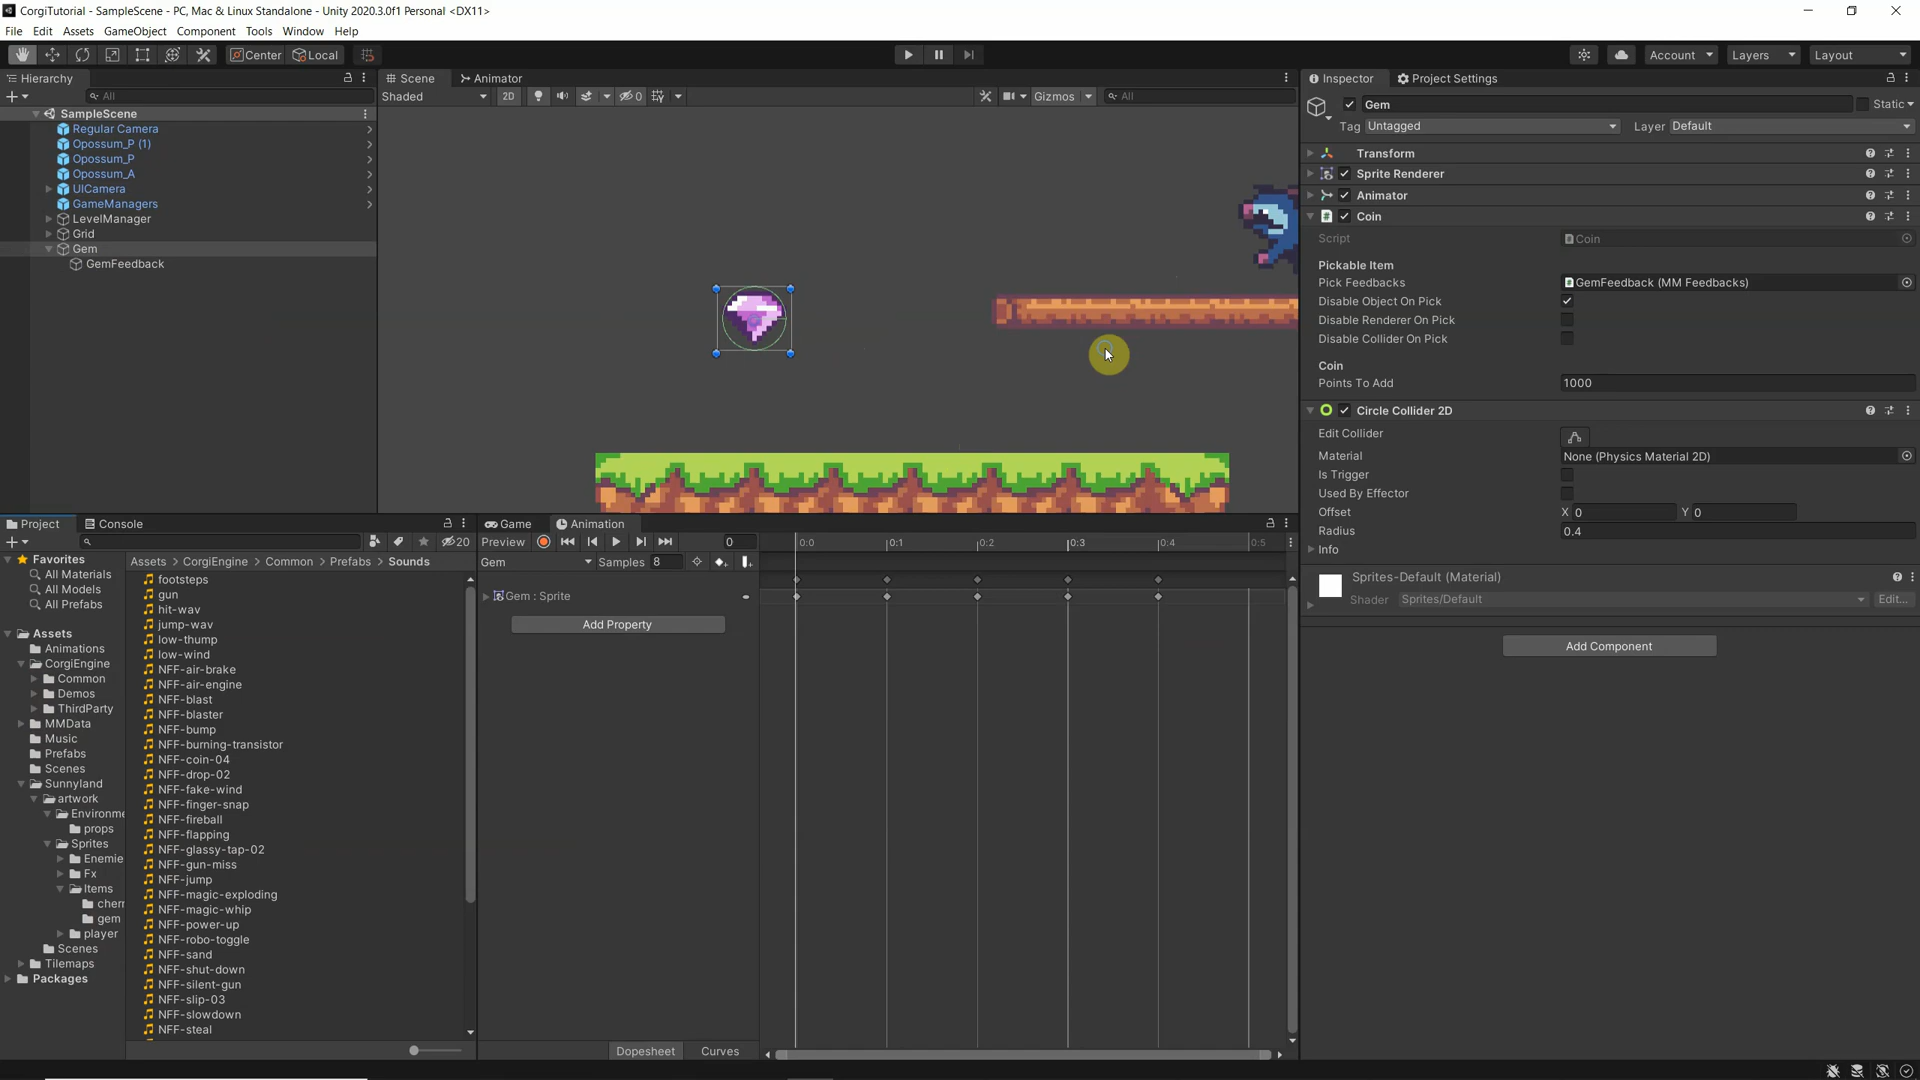 CorgiTutorial - SampleScene - PC, Mac & Linux Standalone - Unity 2020.3.0f1 Personal <DX11>
File Edit Assets GameObject Component Tools Window Help
Center Local Account Layers Layout
Hierarchy
All
SampleScene
Regular Camera
Opossum_P (1)
Opossum_P
Opossum_A
UICamera
GameManagers
LevelManager
Grid
Gem
GemFeedback
Scene Animator
Shaded 2D 0 Gizmos All
Inspector Project Settings
Gem Static
Tag Untagged Layer Default
Transform
Sprite Renderer
Animator
Coin
Script Coin
Pickable Item
Pick Feedbacks GemFeedback (MM Feedbacks)
Disable Object On Pick
Disable Renderer On Pick
Disable Collider On Pick
Coin
Points To Add 1000
Circle Collider 2D
Edit Collider
Material None (Physics Material 2D)
Is Trigger
Used By Effector
Offset X 0 Y 0
Radius 0.4
Info
Sprites-Default (Material)
Shader Sprites/Default Edit...
Add Component
Project Console
20
Favorites
All Materials
All Models
All Prefabs
Assets
Animations
CorgiEngine
Common
Demos
ThirdParty
MMData
Music
Prefabs
Scenes
Sunnyland
artwork
Environme
props
Sprites
Enemie
Fx
Items
cherr
gem
player
Scenes
Tilemaps
Packages
Assets > CorgiEngine > Common > Prefabs > Sounds
footsteps
gun
hit-wav
jump-wav
low-thump
low-wind
NFF-air-brake
NFF-air-engine
NFF-blast
NFF-blaster
NFF-bump
NFF-burning-transistor
NFF-coin-04
NFF-drop-02
NFF-fake-wind
NFF-finger-snap
NFF-fireball
NFF-flapping
NFF-glassy-tap-02
NFF-gun-miss
NFF-jump
NFF-magic-exploding
NFF-magic-whip
NFF-power-up
NFF-robo-toggle
NFF-sand
NFF-shut-down
NFF-silent-gun
NFF-slip-03
NFF-slowdown
NFF-steal
Game Animation
Preview 0 0:0 0:1 0:2 0:3 0:4 0:5
Gem Samples 8
Gem : Sprite
Add Property
Dopesheet Curves